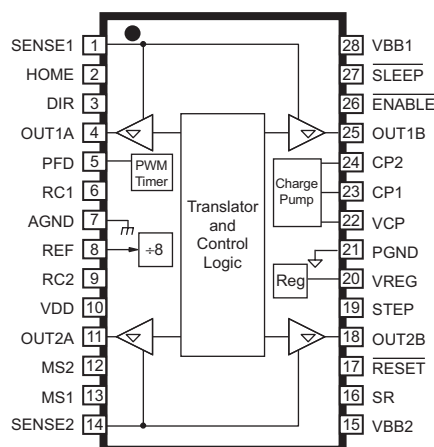 SENSE1 1
HOME 2
DIR 3
OUT1A 4
PFD 5
RC1 6
AGND 7
REF 8
RC2 9
VDD 10
OUT2A 11
MS2 12
MS1 13
SENSE2 14
PWM
Timer
÷8
Translator
and
Control
Logic
Charge
Pump
Reg
28 VBB1
27 SLEEP
26 ENABLE
25 OUT1B
24 CP2
23 CP1
22 VCP
21 PGND
20 VREG
19 STEP
18 OUT2B
17 RESET
16 SR
15 VBB2